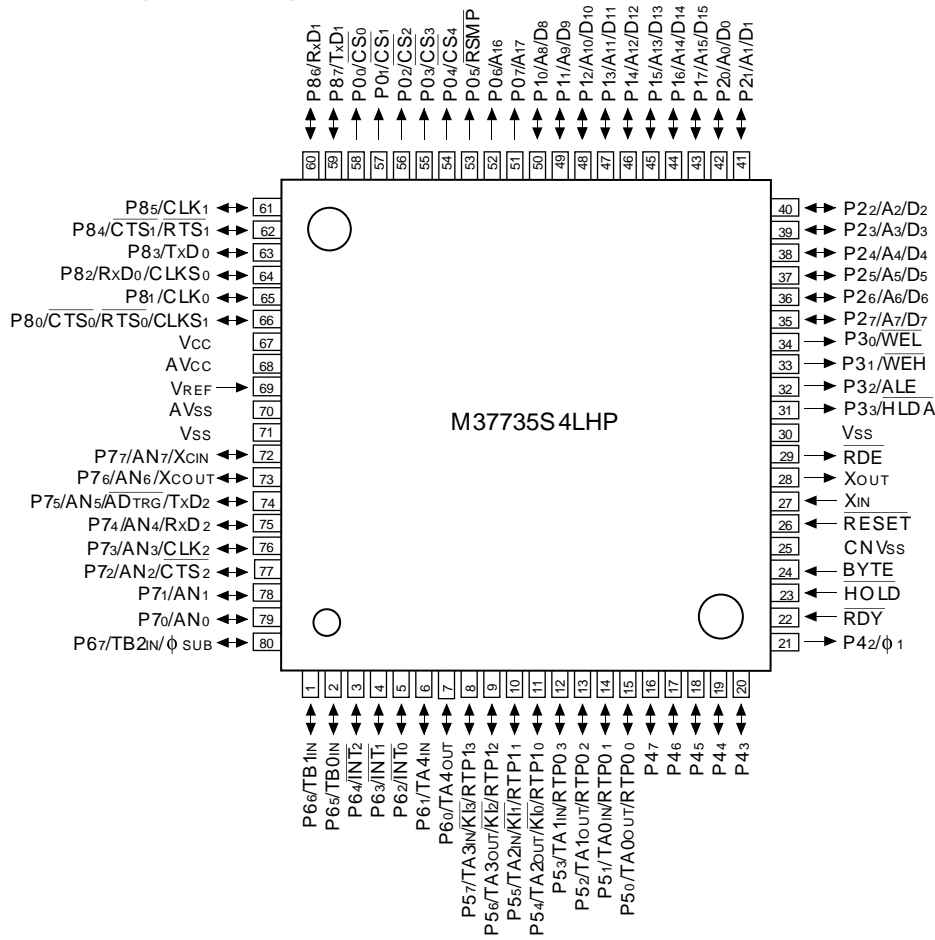 P86/RxD1
P87/TxD1
P00/CS0
P01/CS1
P02/CS2
P03/CS3
P04/CS4
P05/RSMP
P06/A16
P07/A17
P10/A8/D8
P11/A9/D9
P12/A10/D10
P13/A11/D11
P14/A12/D12
P15/A13/D13
P16/A14/D14
P17/A15/D15
P20/A0/D0
P21/A1/D1
60 59 58 57 56 55 54 53 52 51 50 49 48 47 46 45 44 43 42 41
P85/CLK1 61
P84/CTS1/RTS1 62
P83/TxD0 63
P82/RxD0/CLKS0 64
P81/CLK0 65
P80/CTS0/RTS0/CLKS1 66
VCC 67
AVCC 68
VREF 69
AVSS 70
VSS 71
P77/AN7/XCIN 72
P76/AN6/XCOUT 73
P75/AN5/ADTRG/TxD2 74
P74/AN4/RxD2 75
P73/AN3/CLK2 76
P72/AN2/CTS2 77
P71/AN1 78
P70/AN0 79
P67/TB2IN/ϕSUB 80
M37735S4LHP
40 P22/A2/D2
39 P23/A3/D3
38 P24/A4/D4
37 P25/A5/D5
36 P26/A6/D6
35 P27/A7/D7
34 P30/WEL
33 P31/WEH
32 P32/ALE
31 P33/HLDA
30 VSS
29 RDE
28 XOUT
27 XIN
26 RESET
25 CNVSS
24 BYTE
23 HOLD
22 RDY
21 P42/ϕ1
1 2 3 4 5 6 7 8 9 10 11 12 13 14 15 16 17 18 19 20
P66/TB1IN
P65/TB0IN
P64/INT2
P63/INT1
P62/INT0
P61/TA4IN
P60/TA4OUT
P57/TA3IN/KI3/RTP13
P56/TA3OUT/KI2/RTP12
P55/TA2IN/KI1/RTP11
P54/TA2OUT/KI0/RTP10
P53/TA1IN/RTP03
P52/TA1OUT/RTP02
P51/TA0IN/RTP01
P50/TA0OUT/RTP00
P47
P46
P45
P44
P43